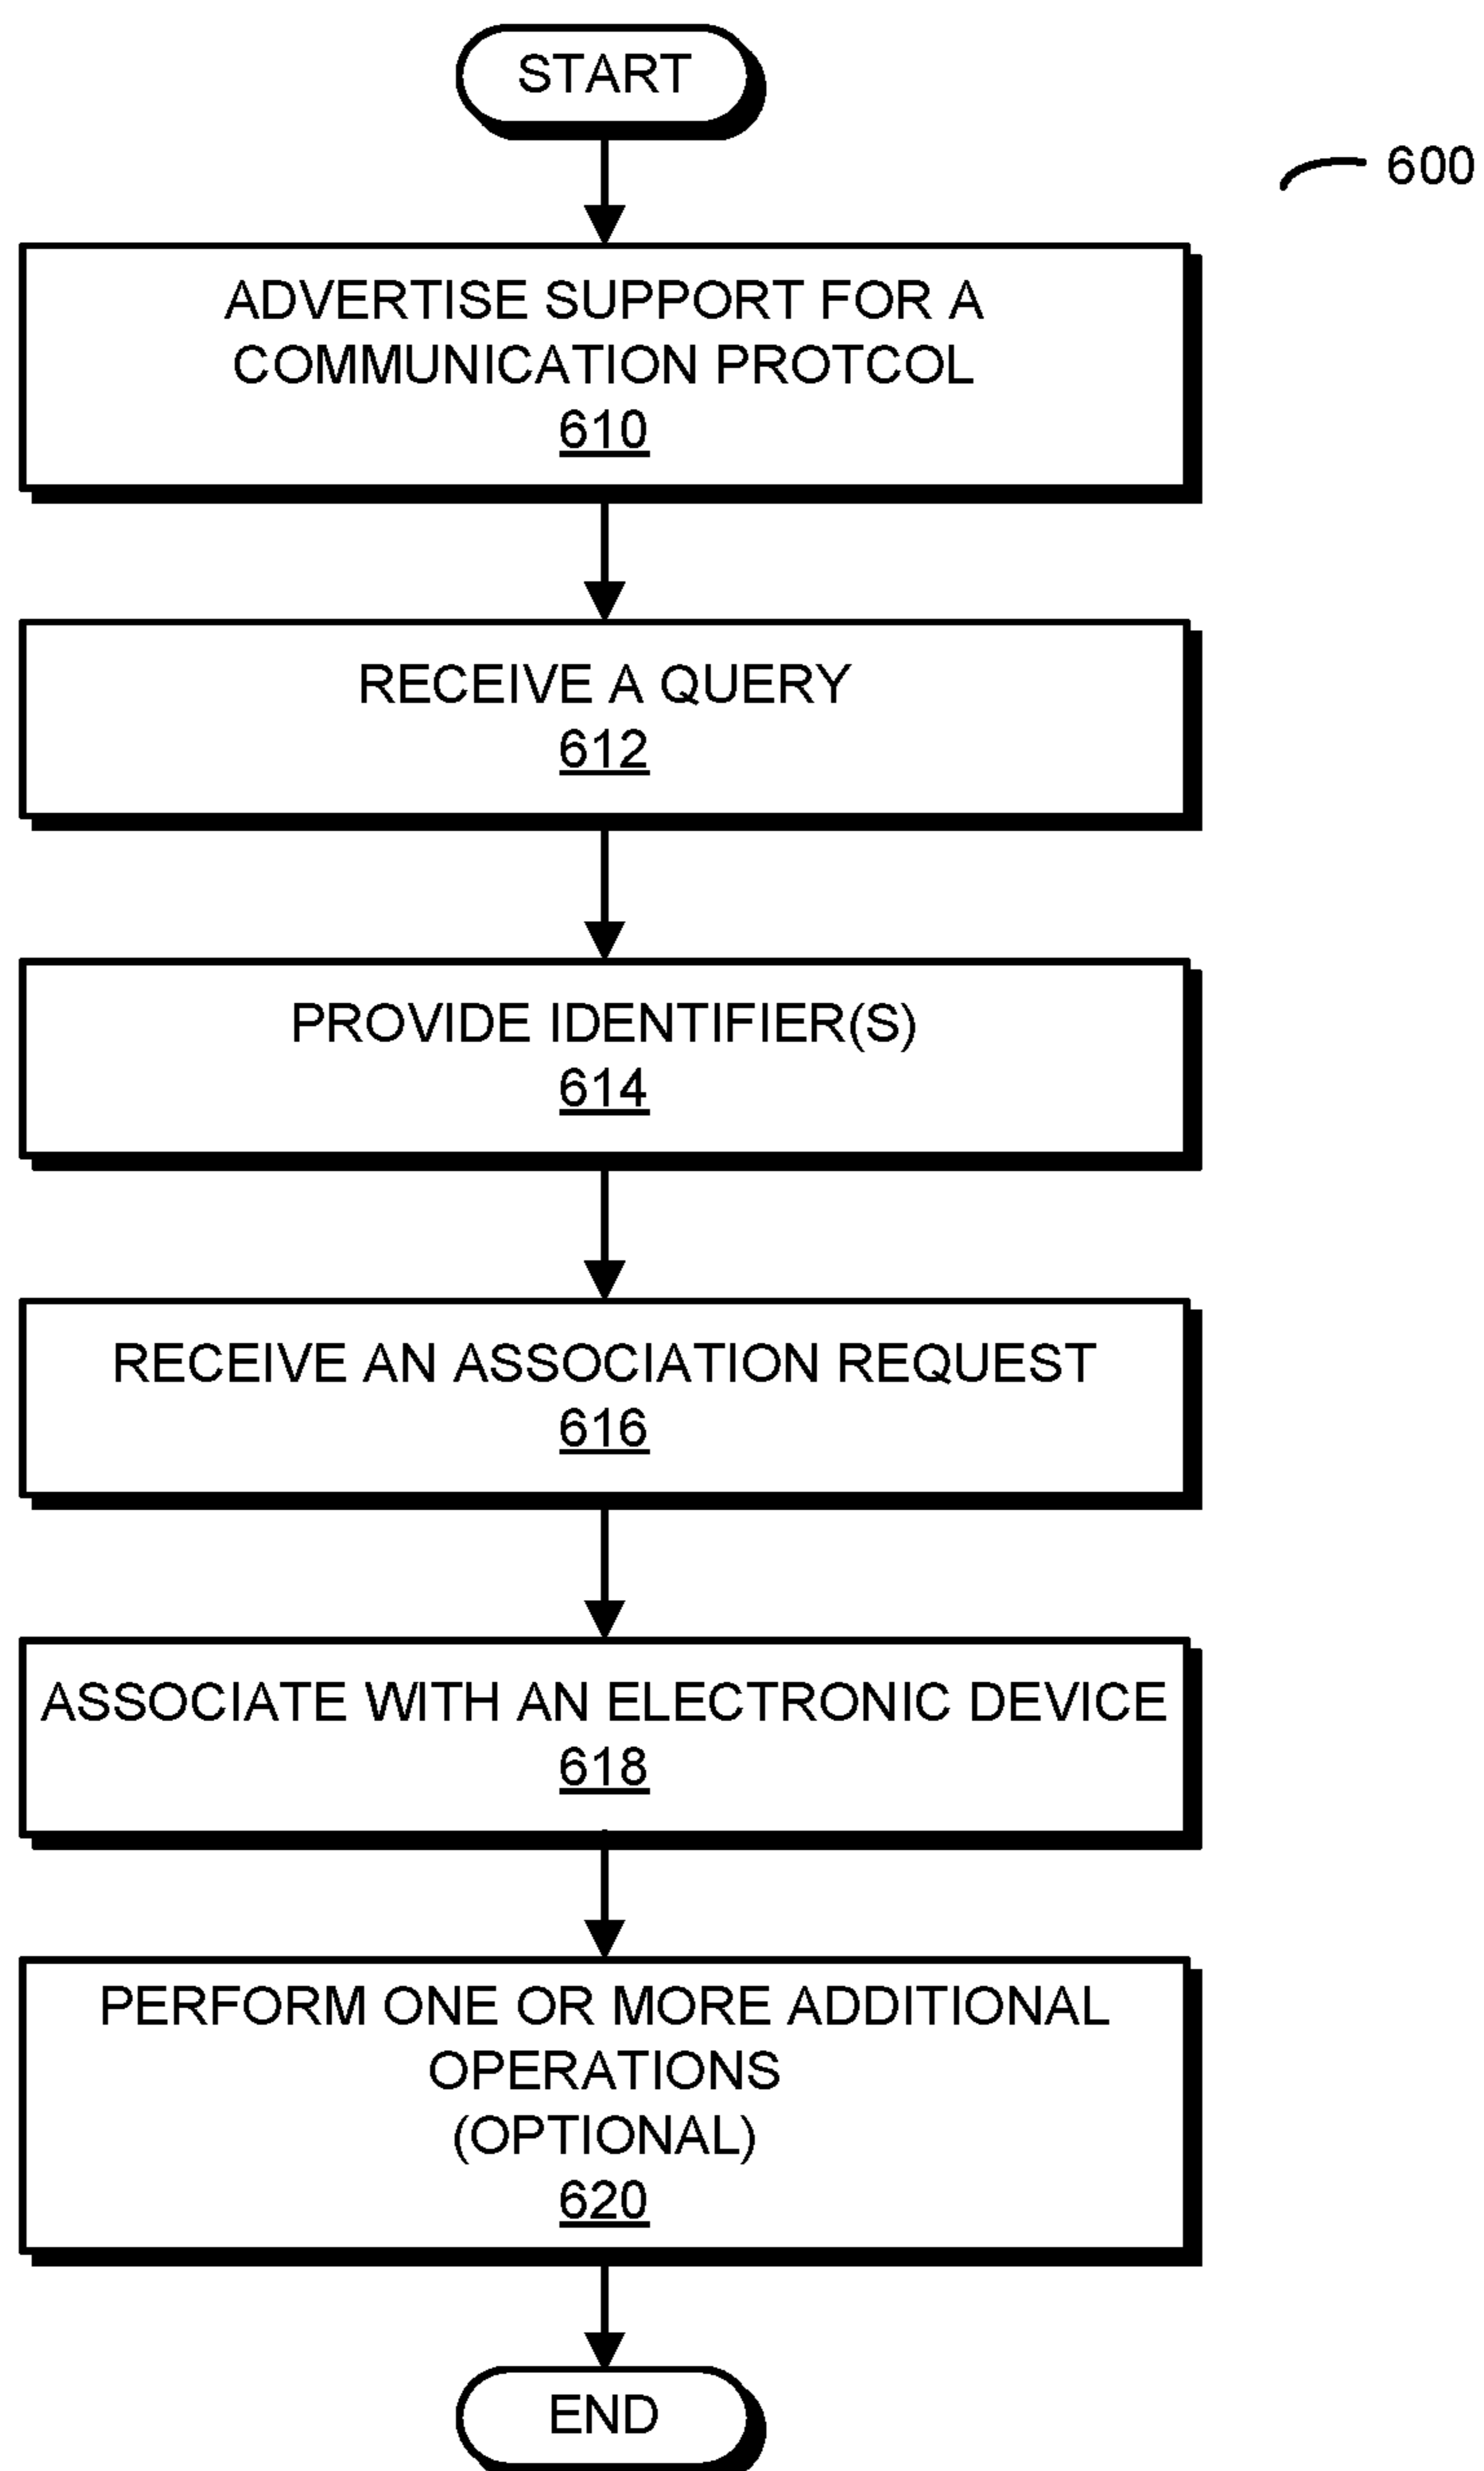 START
600
ADVERTISE SUPPORT FOR A
COMMUNICATION PROTCOL
610
RECEIVE A QUERY
612
PROVIDE IDENTIFIER(S)
614
RECEIVE AN ASSOCIATION REQUEST
616
ASSOCIATE WITH AN ELECTRONIC DEVICE
618
PERFORM ONE OR MORE ADDITIONAL
OPERATIONS
(OPTIONAL)
620
END